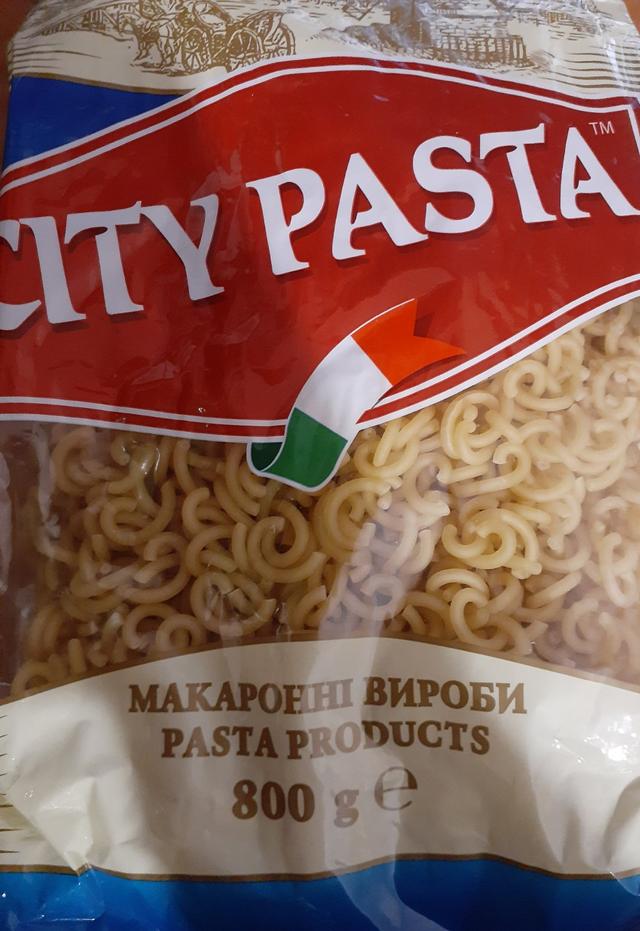 CITY PASTA™
МАКАРОННІ ВИРОБИ
PASTA PRODUCTS
800 g ℮